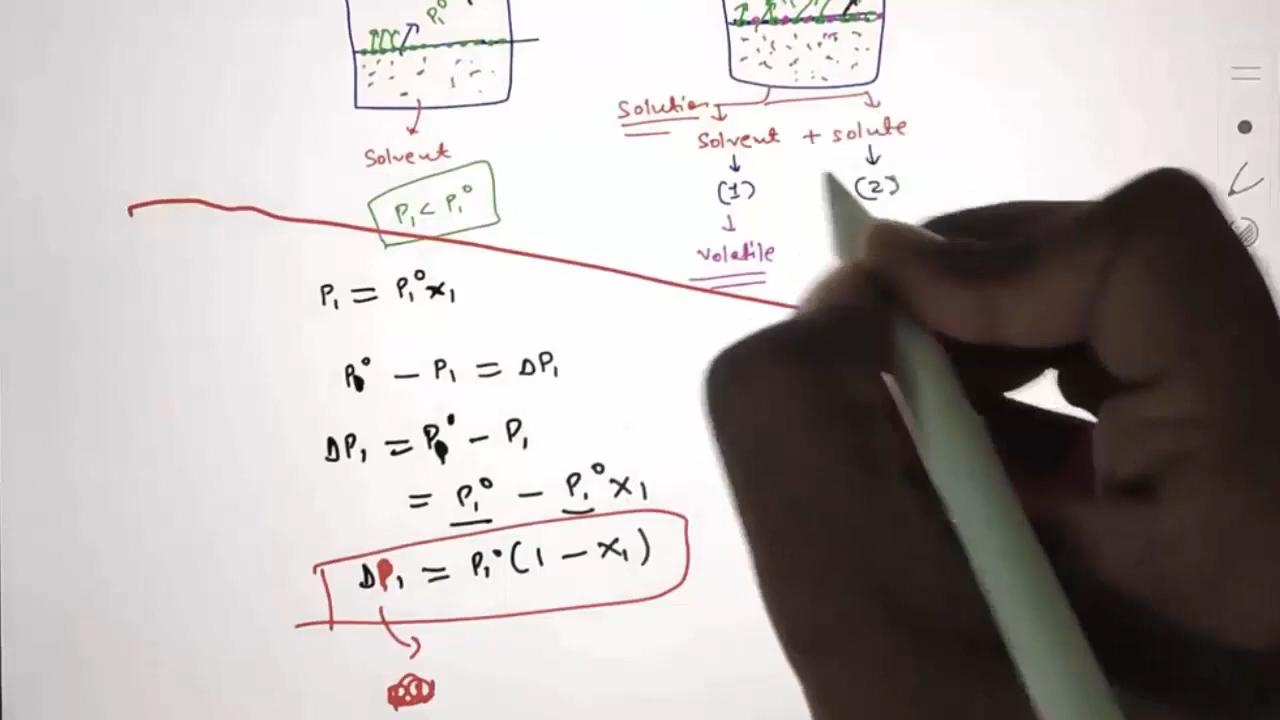 P₁°
Solvent
P₁ < P₁°
Solution
Solvent + solute
(1) (2)
volatile
P₁ = P₁°x₁
P₁° – P₁ = ΔP₁
ΔP₁ = P₁° – P₁
= P₁° – P₁°x₁
ΔP₁ = P₁°(1 – x₁)